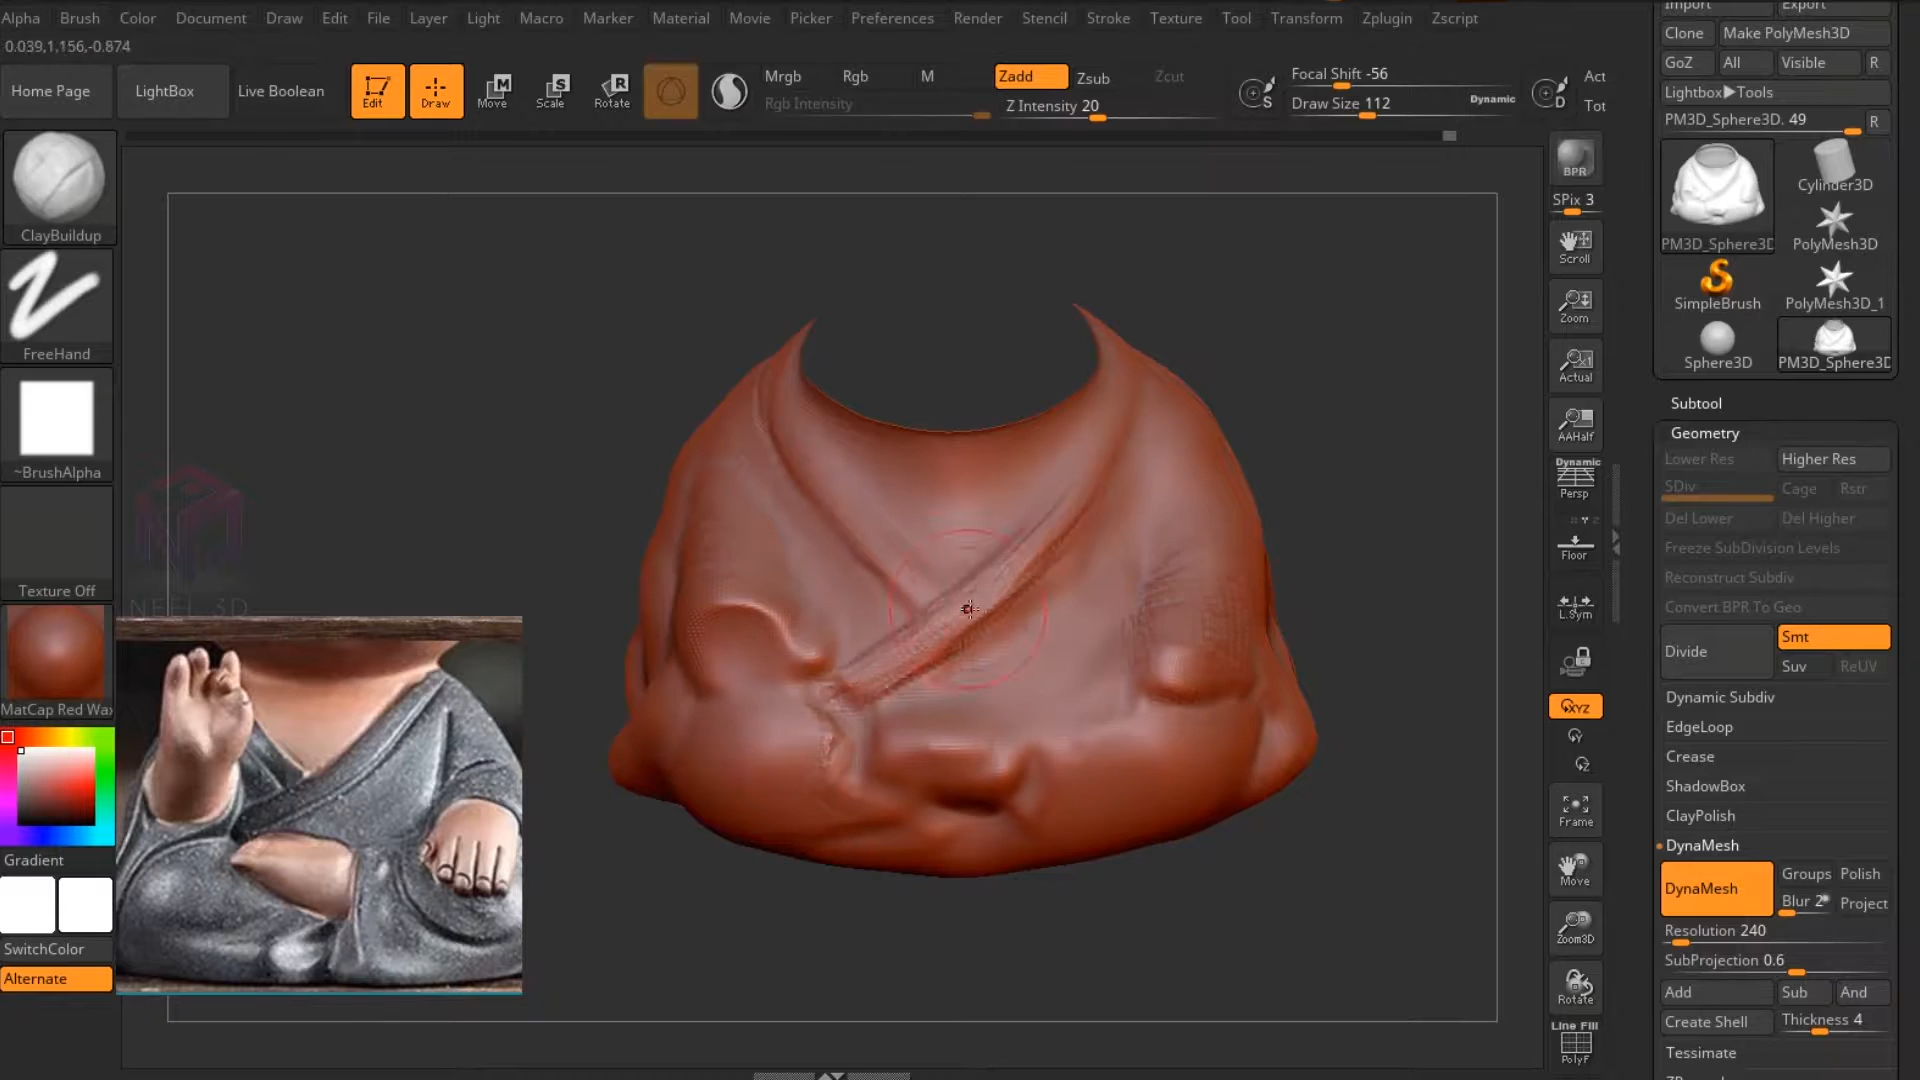 Alpha Brush Color Document Draw Edit File Layer Light Macro Marker Material Movie Picker Preferences Render Stencil Stroke Texture Tool Transform Zplugin Zscript
0.039,1.156,-0.874
Home Page LightBox Live Boolean
Edit Draw Move Scale Rotate
Mrgb Rgb M
Rgb Intensity
Zadd Zsub Zcut
Z Intensity 20
Focal Shift -56
Draw Size 112 Dynamic
Act
Tot
ClayBuildup
FreeHand
~BrushAlpha
Texture Off
MatCap Red Wax
Gradient
SwitchColor
Alternate
NEEL 3D
BPR
SPix 3
Scroll
Zoom
Actual
AAHalf
Dynamic
Persp
Floor
L.Sym
XYZ
Y
Z
Frame
Move
Zoom3D
Rotate
Line Fill
PolyF
Import Export
Clone Make PolyMesh3D
GoZ All Visible R
Lightbox▶Tools
PM3D_Sphere3D. 49 R
PM3D_Sphere3D Cylinder3D
PolyMesh3D
SimpleBrush PolyMesh3D_1
Sphere3D PM3D_Sphere3D
Subtool
Geometry
Lower Res Higher Res
SDiv Cage Rstr
Del Lower Del Higher
Freeze SubDivision Levels
Reconstruct Subdiv
Convert BPR To Geo
Divide Smt
Suv ReUV
Dynamic Subdiv
EdgeLoop
Crease
ShadowBox
ClayPolish
DynaMesh
DynaMesh Groups Polish
Blur 2 Project
Resolution 240
SubProjection 0.6
Add Sub And
Create Shell Thickness 4
Tessimate